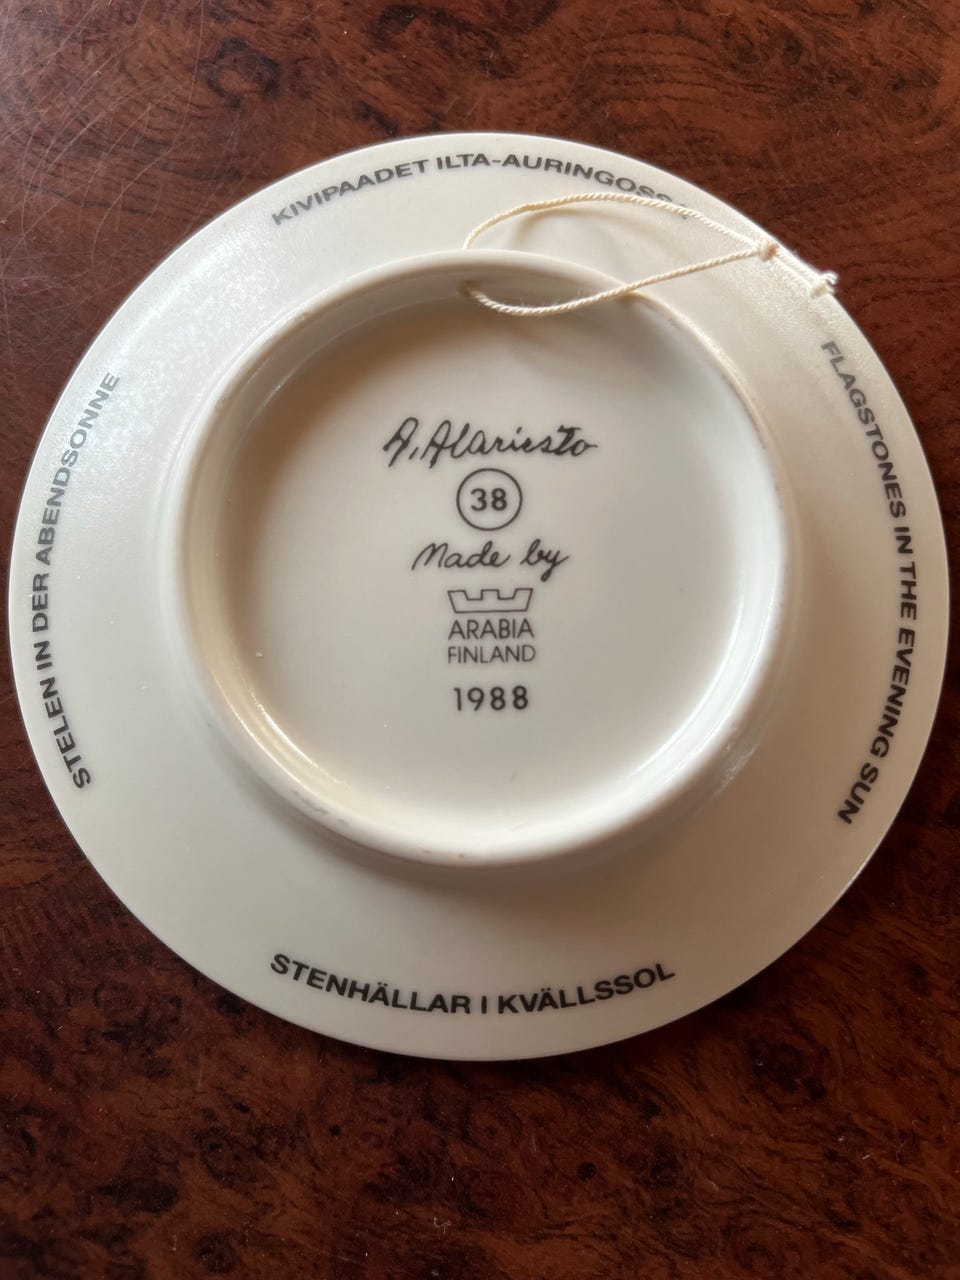 KIVIPAADET ILTA-AURINGOSSA
FLAGSTONES IN THE EVENING SUN
STENHÄLLAR I KVÄLLSSOL
STELEN IN DER ABENDSONNE
A. Alariesto
38
Made by
ARABIA
FINLAND
1988